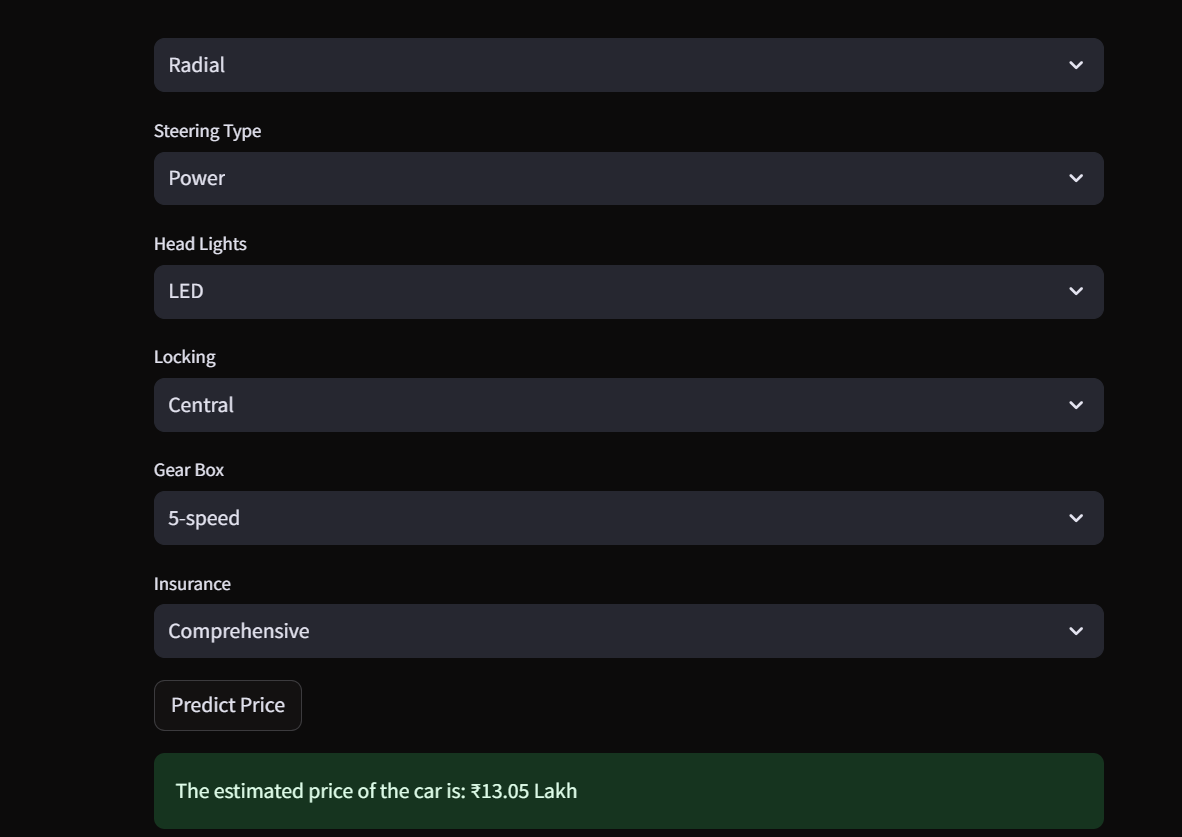 Radial
Steering Type
Power
Head Lights
LED
Locking
Central
Gear Box
5-speed
Insurance
Comprehensive
Predict Price
The estimated price of the car is: ₹13.05 Lakh